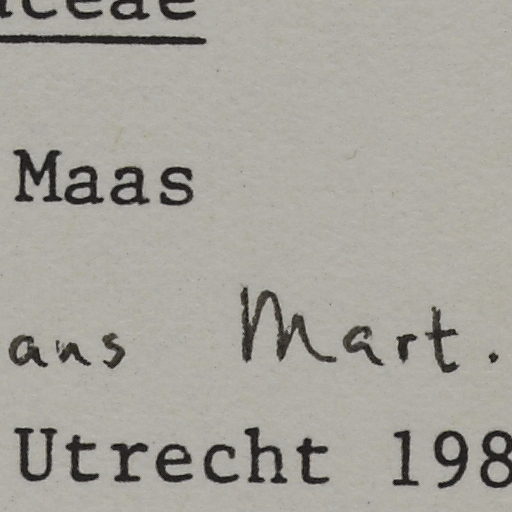 aceae
Maas
ans Mart.
Utrecht 198